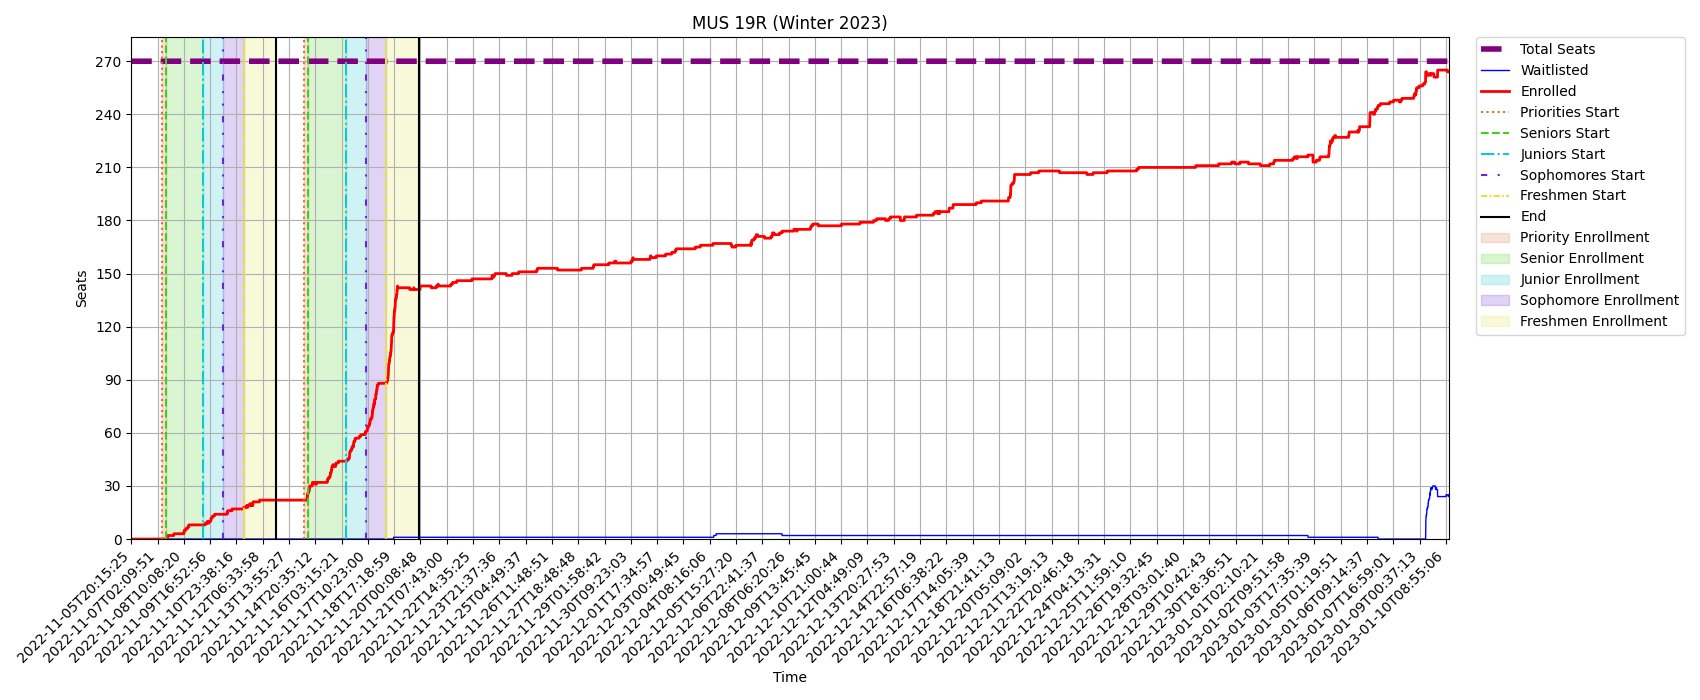 MUS 19R (Winter 2023)
Seats
270
240
210
180
150
120
90
60
30
0
2022-11-05T20:15:25
2022-11-07T02:09:51
2022-11-08T10:08:20
2022-11-09T16:52:56
2022-11-10T23:38:16
2022-11-12T06:33:58
2022-11-13T13:55:27
2022-11-14T20:35:12
2022-11-16T03:15:21
2022-11-17T10:23:00
2022-11-18T17:18:59
2022-11-20T00:08:48
2022-11-21T07:43:00
2022-11-22T14:35:25
2022-11-23T21:37:36
2022-11-25T04:49:37
2022-11-26T11:48:51
2022-11-27T18:48:48
2022-11-29T01:58:42
2022-11-30T09:23:03
2022-12-01T17:34:57
2022-12-03T00:49:45
2022-12-04T08:16:06
2022-12-05T15:27:20
2022-12-06T22:41:37
2022-12-08T06:20:26
2022-12-09T13:45:45
2022-12-10T21:00:44
2022-12-12T04:49:09
2022-12-13T20:27:53
2022-12-14T22:57:19
2022-12-16T06:38:22
2022-12-17T14:05:39
2022-12-18T21:41:13
2022-12-20T05:09:02
2022-12-21T13:19:13
2022-12-22T20:46:18
2022-12-24T04:13:31
2022-12-25T11:59:10
2022-12-26T19:32:45
2022-12-28T03:01:40
2022-12-29T10:42:43
2022-12-30T18:36:51
2023-01-01T02:10:21
2023-01-02T09:51:58
2023-01-03T17:35:39
2023-01-05T01:19:51
2023-01-06T09:14:37
2023-01-07T16:59:01
2023-01-09T00:37:13
2023-01-10T08:55:06
Time
Total Seats
Waitlisted
Enrolled
Priorities Start
Seniors Start
Juniors Start
Sophomores Start
Freshmen Start
End
Priority Enrollment
Senior Enrollment
Junior Enrollment
Sophomore Enrollment
Freshmen Enrollment